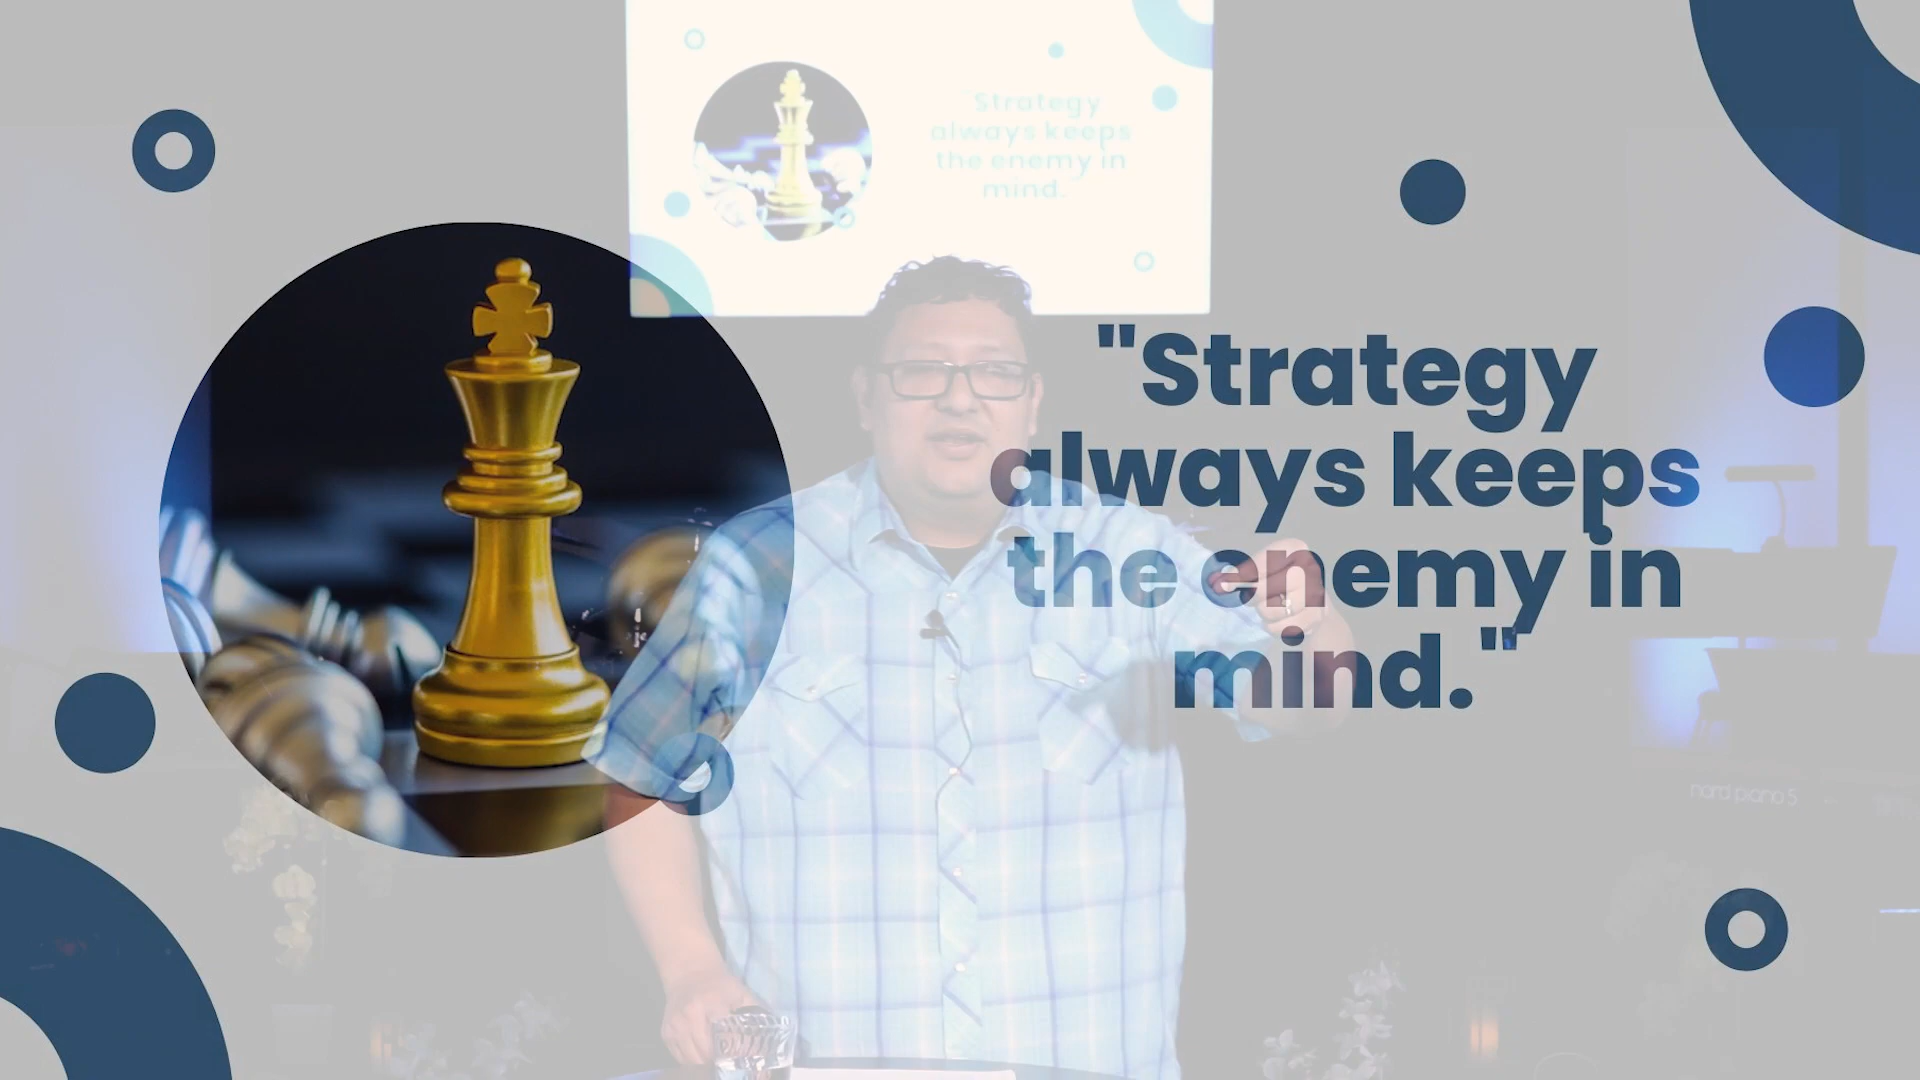 "Strategy
always keeps
the enemy in
mind."
"Strategy
always keeps
the enemy in
mind."
nord piano 5